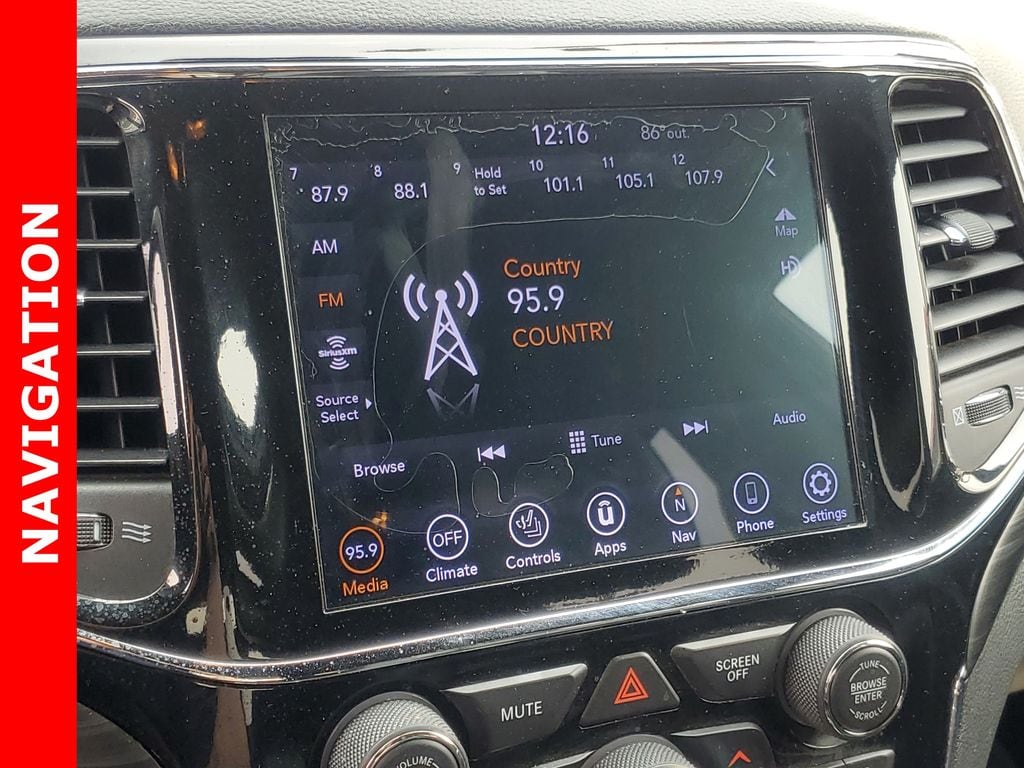 NAVIGATION
12:16 86° out.
7 8 9 Hold 10 11 12
87.9 88.1 to Set 101.1 105.1 107.9
AM
FM
SiriusXM
Source
Select
Country
95.9
COUNTRY
Map
HD
Browse
Tune
Audio
95.9 OFF N
Media Climate Controls Apps Nav Phone Settings
MUTE
SCREEN
OFF
TUNE
BROWSE
ENTER
SCROLL
VOLUME